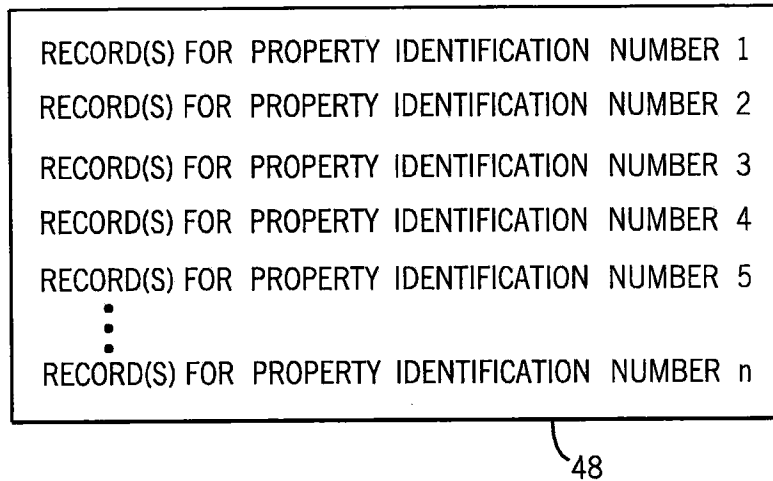 RECORD(S) FOR PROPERTY IDENTIFICATION NUMBER 1
RECORD(S) FOR PROPERTY IDENTIFICATION NUMBER 2
RECORD(S) FOR PROPERTY IDENTIFICATION NUMBER 3
RECORD(S) FOR PROPERTY IDENTIFICATION NUMBER 4
RECORD(S) FOR PROPERTY IDENTIFICATION NUMBER 5
RECORD(S) FOR PROPERTY IDENTIFICATION NUMBER n
48